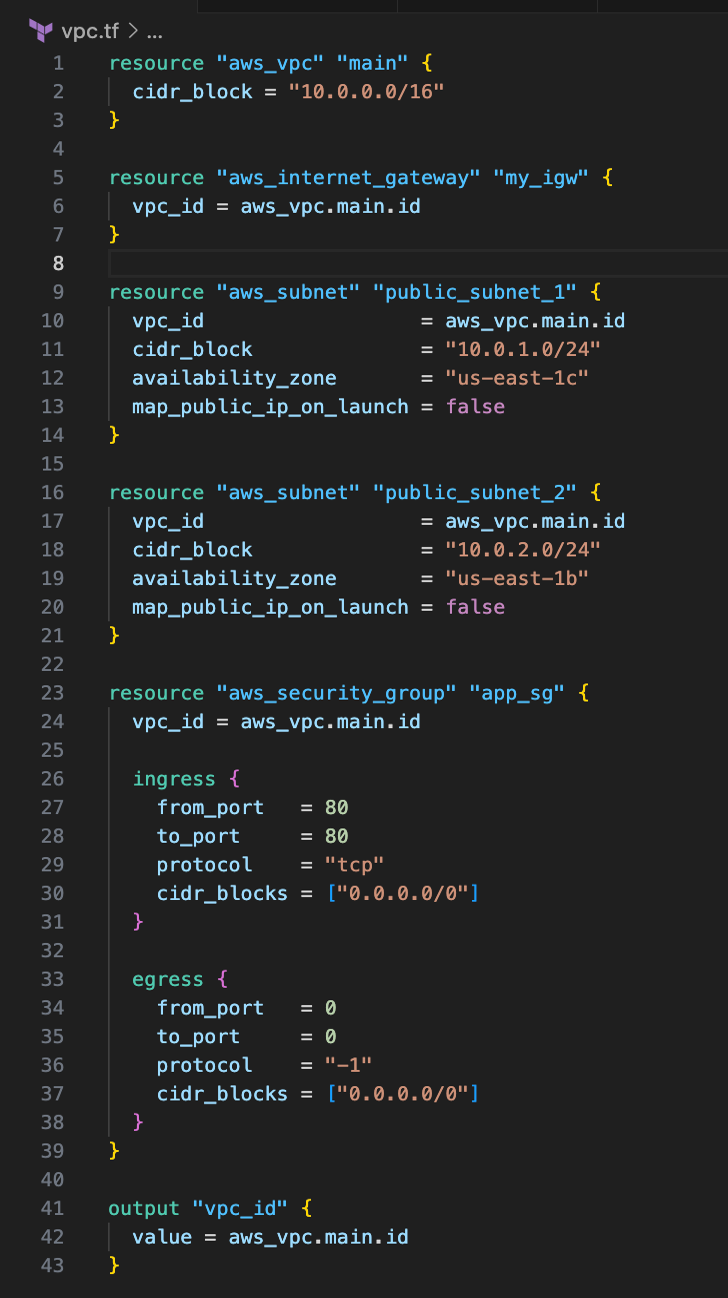 vpc.tf > ...
1 resource "aws_vpc" "main" {
2   cidr_block = "10.0.0.0/16"
3 }
4
5 resource "aws_internet_gateway" "my_igw" {
6   vpc_id = aws_vpc.main.id
7 }
8
9 resource "aws_subnet" "public_subnet_1" {
10   vpc_id                  = aws_vpc.main.id
11   cidr_block              = "10.0.1.0/24"
12   availability_zone       = "us-east-1c"
13   map_public_ip_on_launch = false
14 }
15
16 resource "aws_subnet" "public_subnet_2" {
17   vpc_id                  = aws_vpc.main.id
18   cidr_block              = "10.0.2.0/24"
19   availability_zone       = "us-east-1b"
20   map_public_ip_on_launch = false
21 }
22
23 resource "aws_security_group" "app_sg" {
24   vpc_id = aws_vpc.main.id
25
26   ingress {
27     from_port   = 80
28     to_port     = 80
29     protocol    = "tcp"
30     cidr_blocks = ["0.0.0.0/0"]
31   }
32
33   egress {
34     from_port   = 0
35     to_port     = 0
36     protocol    = "-1"
37     cidr_blocks = ["0.0.0.0/0"]
38   }
39 }
40
41 output "vpc_id" {
42   value = aws_vpc.main.id
43 }